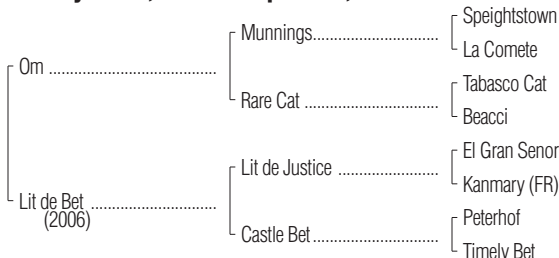 Speightstown
Munnings
La Comete
Om
Tabasco Cat
Rare Cat
Beacci
El Gran Senor
Lit de Justice
Kanmary (FR)
Lit de Bet
(2006)
Peterhof
Castle Bet
Timely Bet